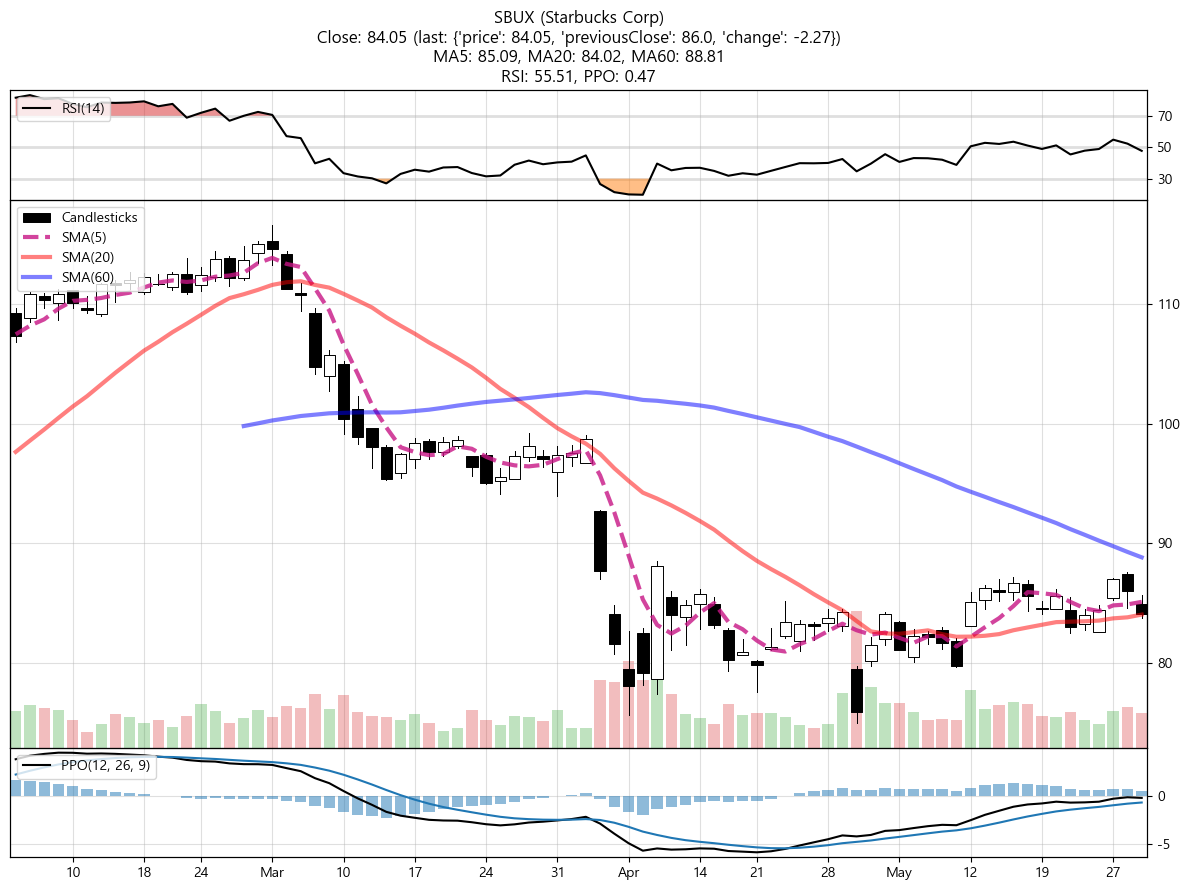 SBUX (Starbucks Corp)
Close: 84.05 (last: {'price': 84.05, 'previousClose': 86.0, 'change': -2.27})
MA5: 85.09, MA20: 84.02, MA60: 88.81
RSI: 55.51, PPO: 0.47
RSI(14)
70
50
30
Candlesticks
SMA(5)
SMA(20)
SMA(60)
110
100
90
80
PPO(12, 26, 9)
0
-5
10 18 24 Mar 10 17 24 31 Apr 14 21 28 May 12 19 27